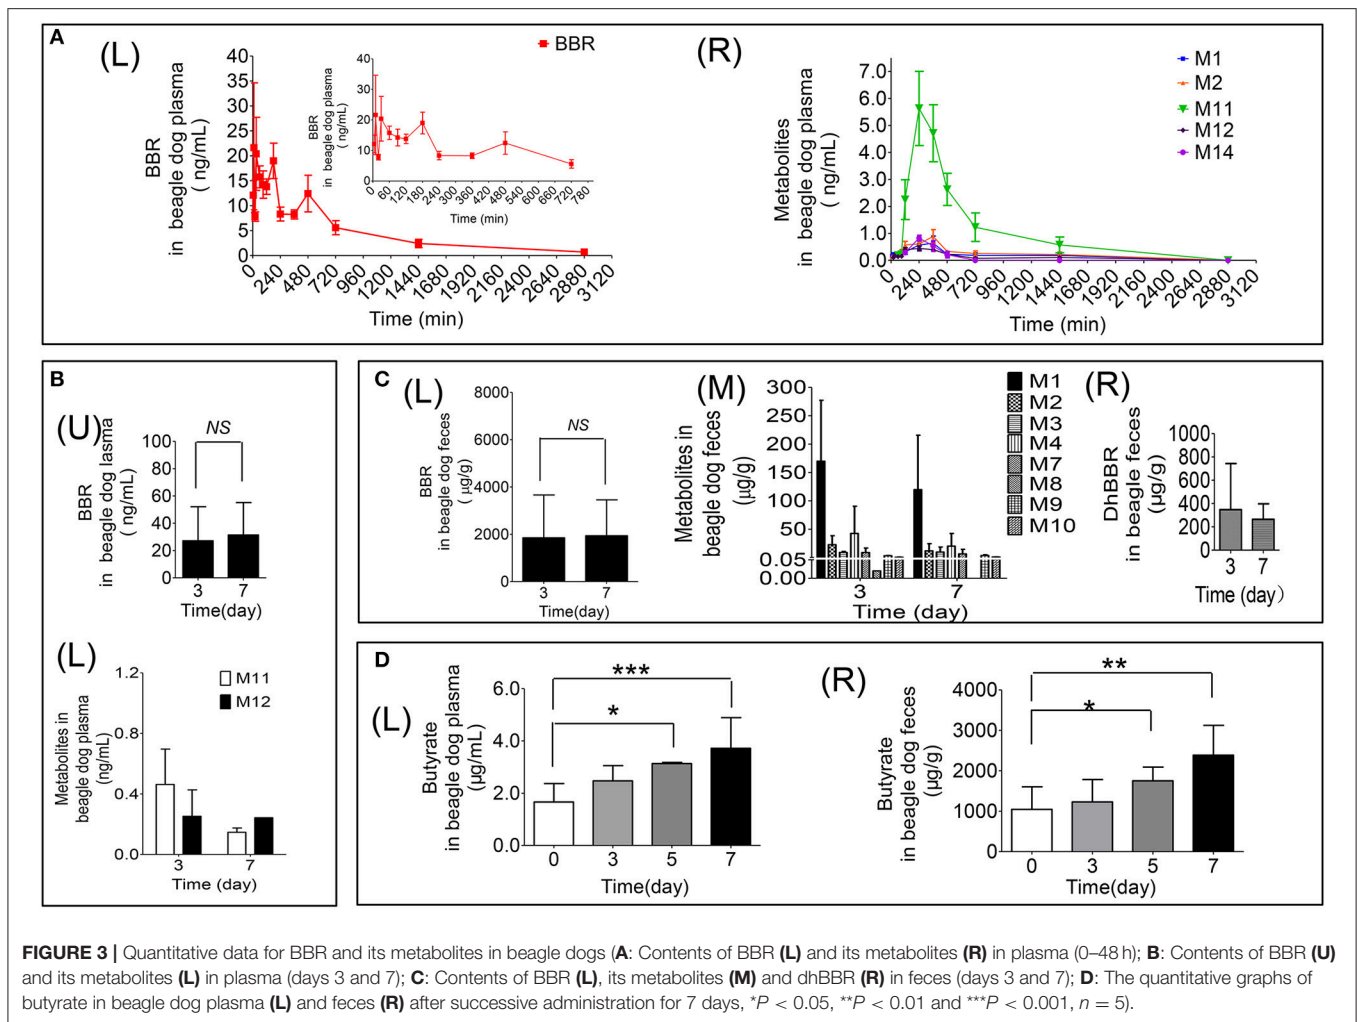 A
(L)
BBR
40
35
30
25
20
15
10
5
0
BBR
in beagle dog plasma
( ng/mL)
0 240 480 720 960 1200 1440 1680 1920 2160 2400 2640 2880 3120
Time (min)
40
30
20
10
0
BBR
in beagle dog plasma
( ng/mL)
0 60 120 180 240 300 360 420 480 540 600 660 720 780
Time (min)
(R)
M1
M2
M11
M12
M14
7.0
6.0
5.0
4.0
3.0
2.0
1.0
0.0
Metabolites
in beagle dog plasma
( ng/mL)
0 240 480 720 960 1200 1440 1680 1920 2160 2400 2640 2880 3120
Time (min)
B
(U)
NS
100
80
60
40
20
0
BBR
in beagle dog lasma
( ng/mL)
3 7
Time(day)
(L)
M11
M12
1.2
0.8
0.4
0.0
Metabolites in
beagle dog plasma
(ng/mL)
3 7
Time (day)
C
(L)
NS
8000
6000
4000
2000
0
BBR
in beagle dog feces
( μg/g)
3 7
Time(day)
(M)
M1
M2
M3
M4
M7
M8
M9
M10
300
250
200
150
100
50
0.05
0.00
Metabolites in
beagle dog feces
(μg/g)
3 7
Time (day)
(R)
1000
800
600
400
200
0
DhBBR
in beagle feces
(μg/g)
3 7
Time (day）
D
(L)
***
*
6.0
4.0
2.0
0.0
Butyrate
in beagle dog plasma
(μg/mL)
0 3 5 7
Time(day)
(R)
**
*
4000
3000
2000
1000
0
Butyrate
in beagle dog feces
(μg/g)
0 3 5 7
Time(day)
FIGURE 3 | Quantitative data for BBR and its metabolites in beagle dogs (A: Contents of BBR (L) and its metabolites (R) in plasma (0–48 h); B: Contents of BBR (U)
and its metabolites (L) in plasma (days 3 and 7); C: Contents of BBR (L), its metabolites (M) and dhBBR (R) in feces (days 3 and 7); D: The quantitative graphs of
butyrate in beagle dog plasma (L) and feces (R) after successive administration for 7 days, *P < 0.05, **P < 0.01 and ***P < 0.001, n = 5).